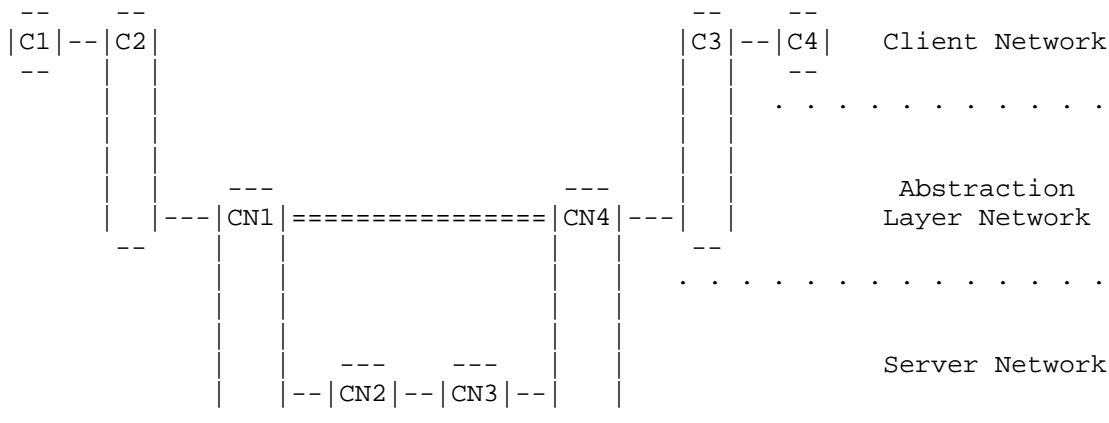 --    --                                --    --
|C1|--|C2|                              |C3|--|C4|   Client Network
 --   |  |                              |  |   --
      |  |                              |  |  . . . . . . . . . . .
      |  |                              |  |
      |  |                              |  |
      |  |    ---                ---    |  |          Abstraction
      |  |---|CN1|==============|CN4|---|  |         Layer Network
       --    |   |              |   |    --
             |   |              |   |   . . . . . . . . . . . . . .
             |   |              |   |
             |   |              |   |
             |   |   ---   ---  |   |                Server Network
             |   |--|CN2|-|CN3|--|   |